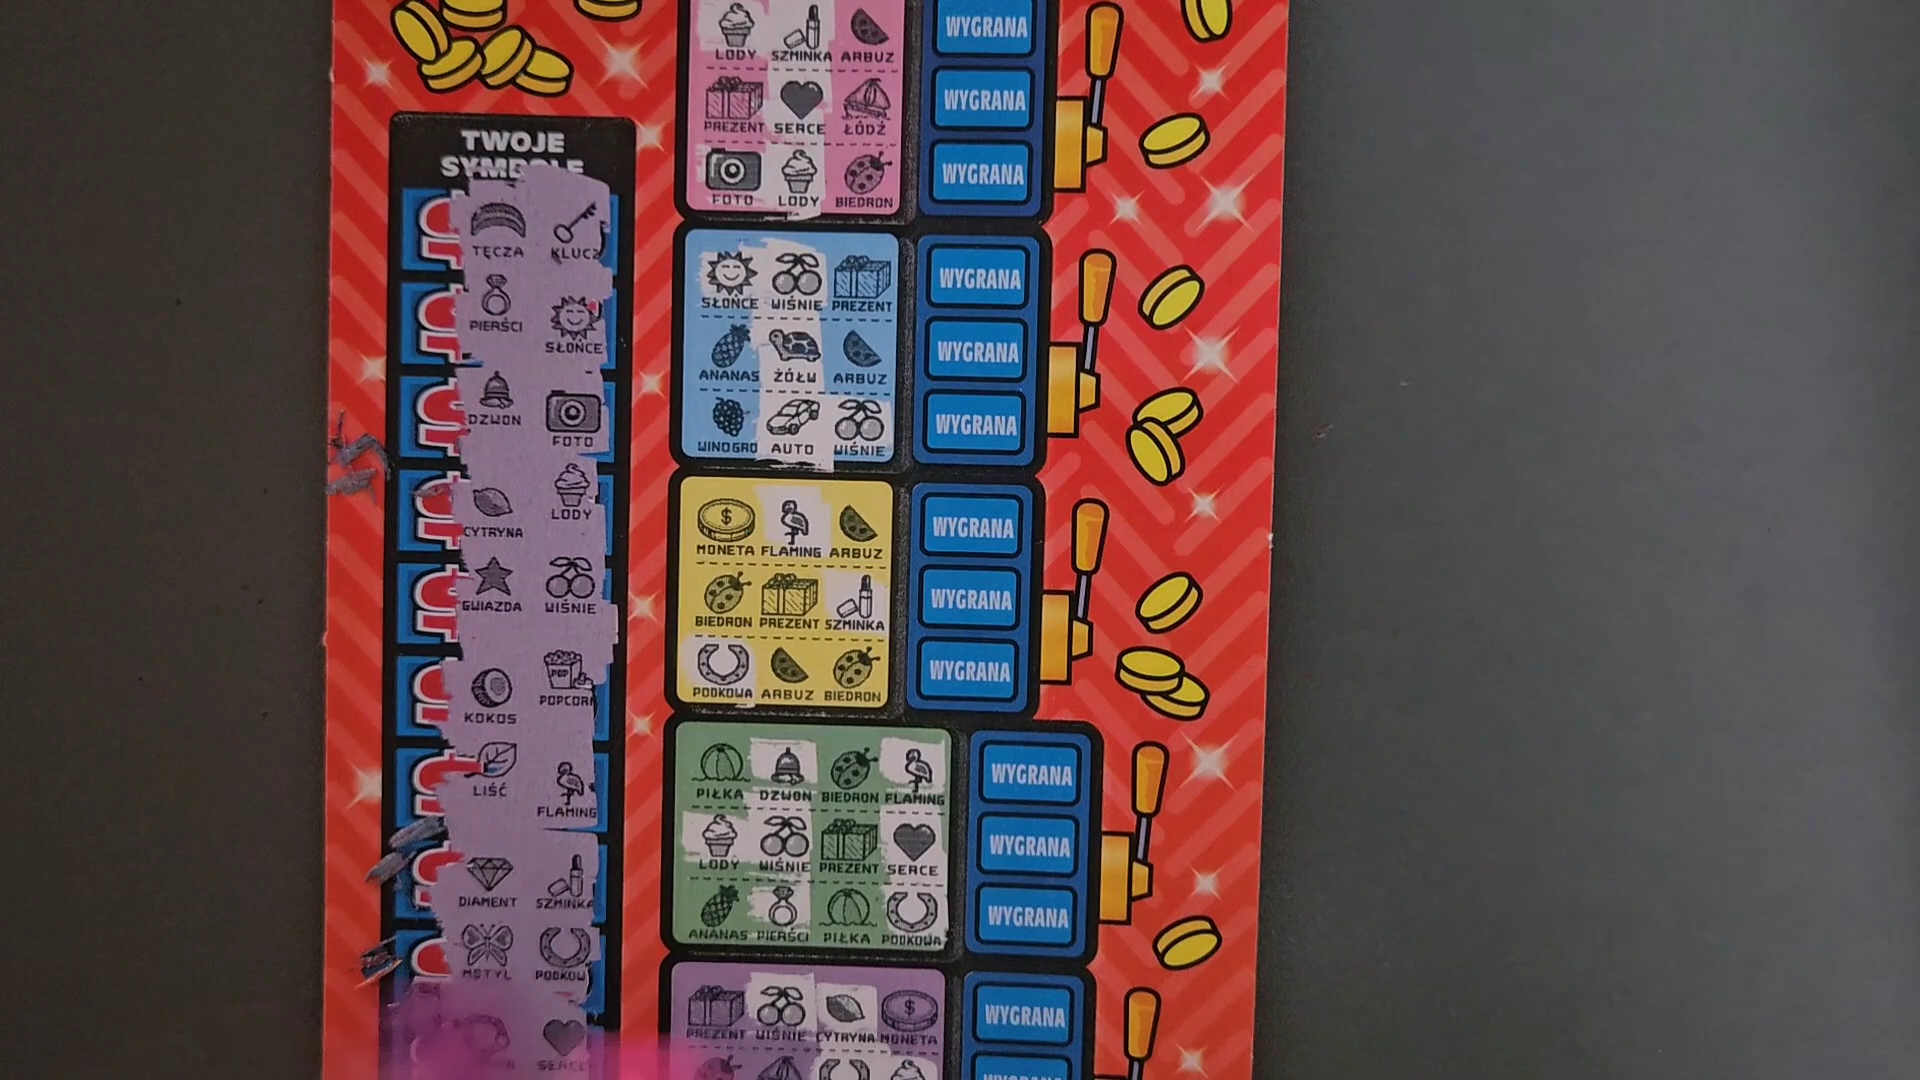 TWOJE
SYMBOLE
TĘCZA KLUCZ
PIERŚCI SŁOŃCE
DZWON FOTO
CYTRYNA LODY
GWIAZDA WIŚNIE
KOKOS POPCORN
LIŚĆ FLAMING
DIAMENT SZMINKA
MOTYL PODKOW
SERCE
LODY SZMINKA ARBUZ
PREZENT SERCE ŁÓDŹ
FOTO LODY BIEDRON
WYGRANA
WYGRANA
WYGRANA
SŁOŃCE WIŚNIE PREZENT
ANANAS ŻÓŁW ARBUZ
WINOGRO AUTO WIŚNIE
WYGRANA
WYGRANA
WYGRANA
$
MONETA FLAMING ARBUZ
BIEDRON PREZENT SZMINKA
PODKOWA ARBUZ BIEDRON
WYGRANA
WYGRANA
WYGRANA
PIŁKA DZWON BIEDRON FLAMING
LODY WIŚNIE PREZENT SERCE
ANANAS PIERŚCI PIŁKA PODKOWA
WYGRANA
WYGRANA
WYGRANA
$
PREZENT WIŚNIE CYTRYNA MONETA
WYGRANA